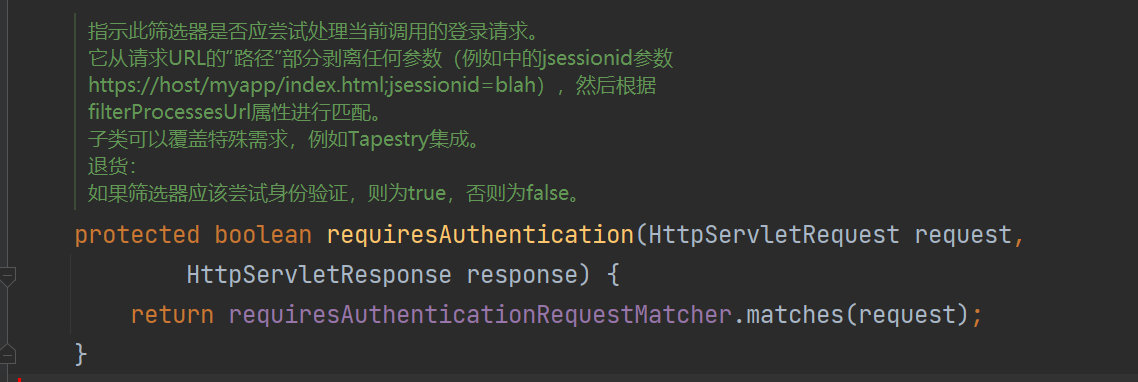 指示此筛选器是否应尝试处理当前调用的登录请求。
它从请求URL的“路径”部分剥离任何参数（例如中的jsessionid参数
https://host/myapp/index.html;jsessionid=blah），然后根据
filterProcessesUrl属性进行匹配。
子类可以覆盖特殊需求，例如Tapestry集成。
退货：
如果筛选器应该尝试身份验证，则为true，否则为false。
protected boolean requiresAuthentication(HttpServletRequest request,
HttpServletResponse response) {
return requiresAuthenticationRequestMatcher.matches(request);
}